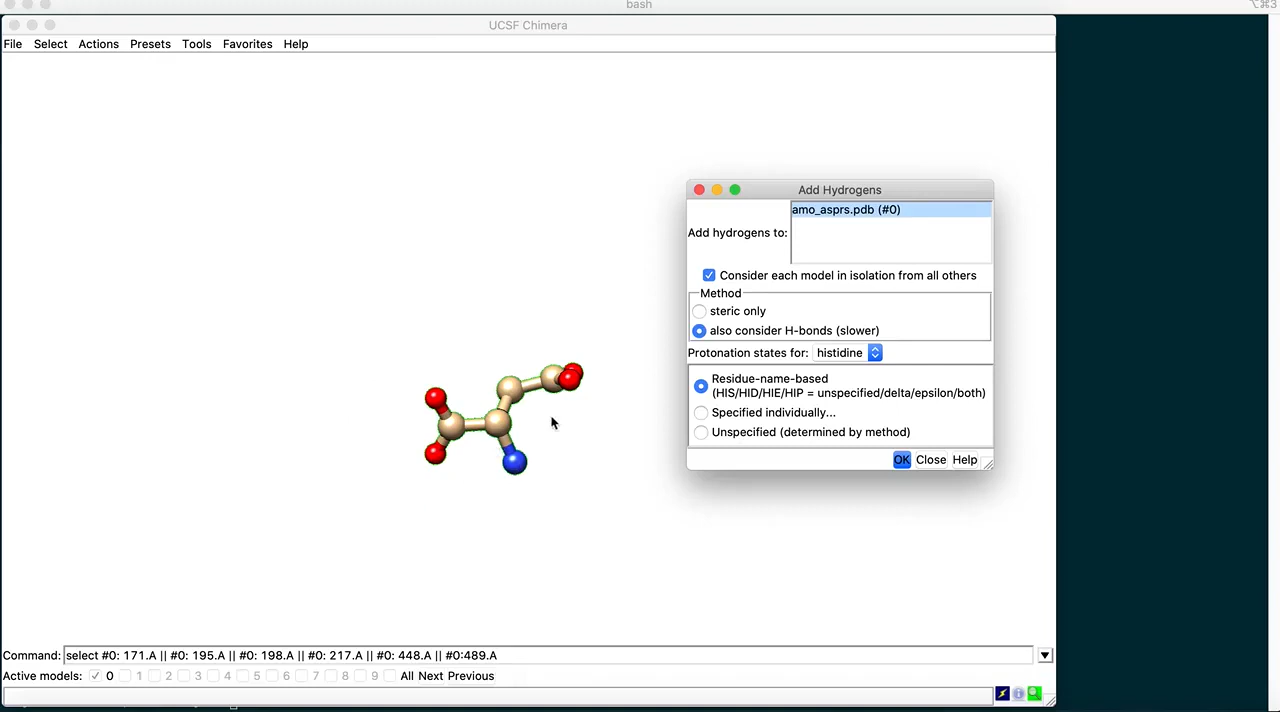 bash
⌥⌘3
UCSF Chimera
File Select Actions Presets Tools Favorites Help
Add Hydrogens
amo_asprs.pdb (#0)
Add hydrogens to:
Consider each model in isolation from all others
Method
steric only
also consider H-bonds (slower)
Protonation states for: histidine
Residue-name-based
(HIS/HID/HIE/HIP = unspecified/delta/epsilon/both)
Specified individually...
Unspecified (determined by method)
OK Close Help
Command: select #0: 171.A || #0: 195.A || #0: 198.A || #0: 217.A || #0: 448.A || #0:489.A
Active models: 0 1 2 3 4 5 6 7 8 9 All Next Previous